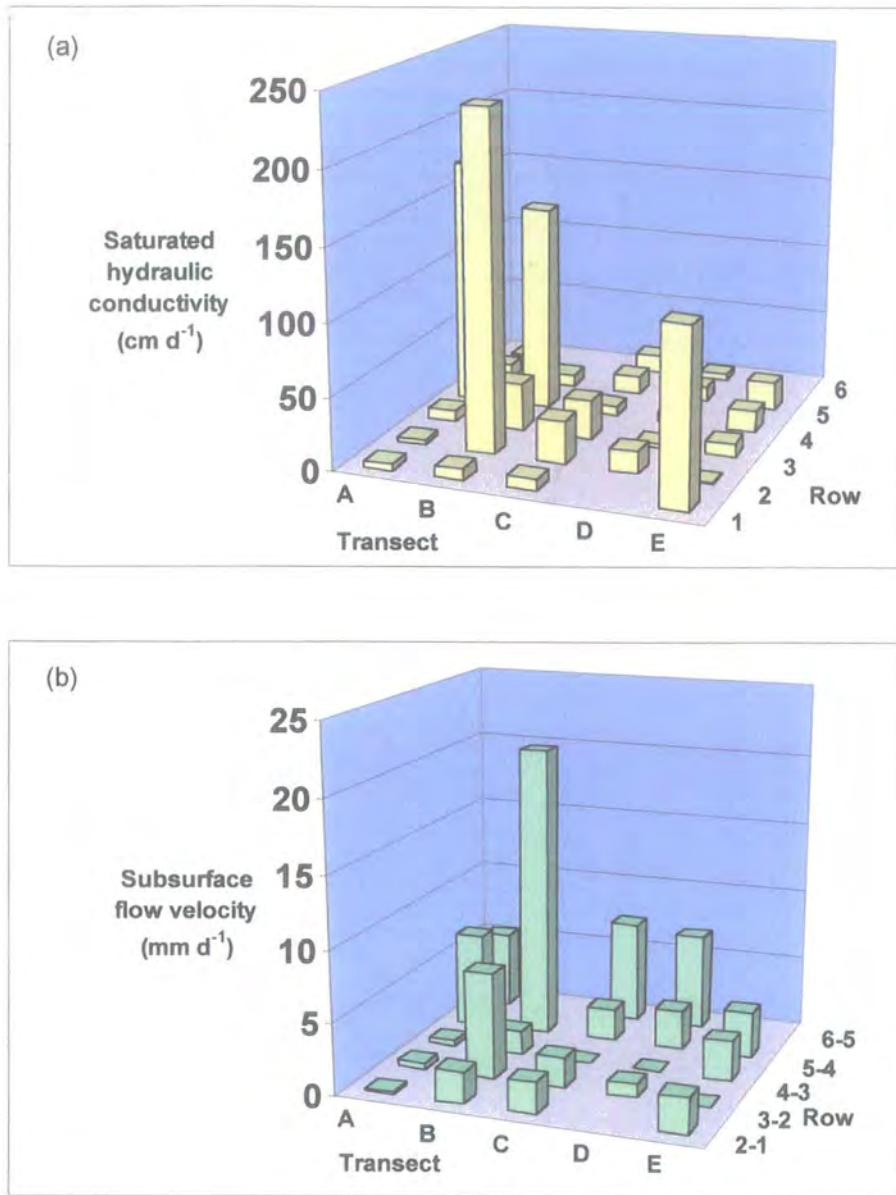 (a)
250
200
150
100
50
0
Saturated
hydraulic
conductivity
(cm d⁻¹)
A
B
C
D
E
Transect
1
2
3
4
5
6
Row
(b)
25
20
15
10
5
0
Subsurface
flow velocity
(mm d⁻¹)
A
B
C
D
E
Transect
2-1
3-2
4-3
5-4
6-5
Row